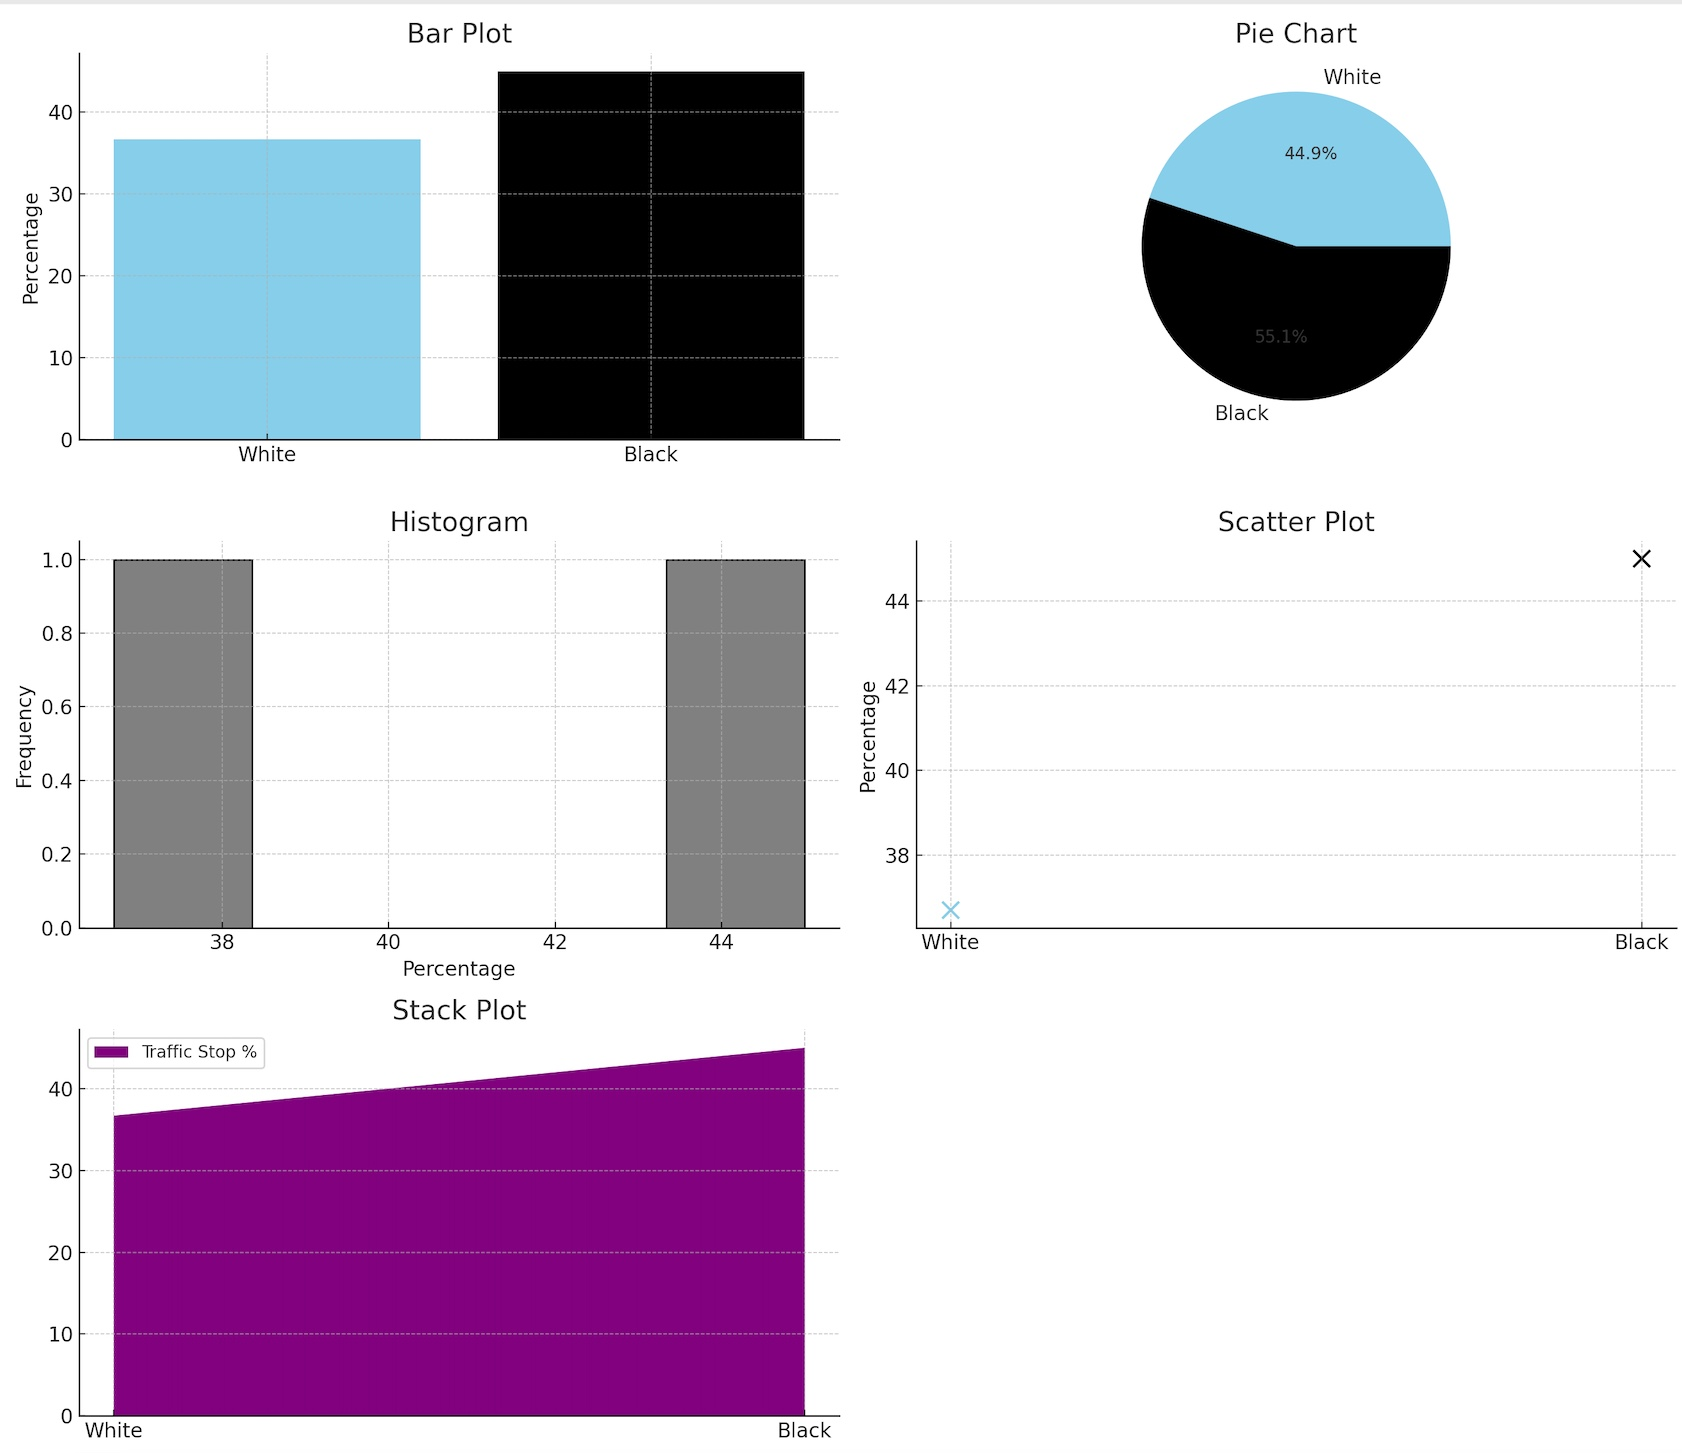 Bar Plot
Percentage
40
30
20
10
0
White
Black
Pie Chart
White
44.9%
55.1%
Black
Histogram
Frequency
1.0
0.8
0.6
0.4
0.2
0.0
38
40
42
44
Percentage
Scatter Plot
Percentage
44
42
40
38
White
Black
Stack Plot
Traffic Stop %
40
30
20
10
0
White
Black